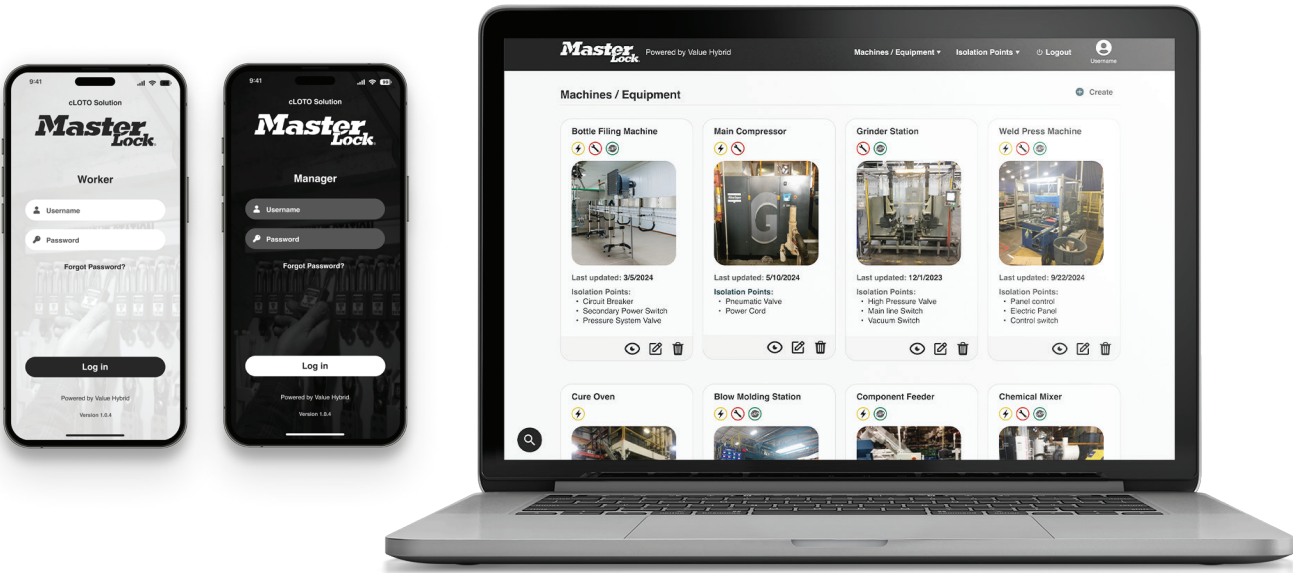 9:41
cLOTO Solution
Master Lock.
Worker
Username
Password
Forgot Password?
Log in
Powered by Value Hybrid
Version 1.0.4
9:41
cLOTO Solution
Master Lock.
Manager
Username
Password
Forgot Password?
Log in
Powered by Value Hybrid
Version 1.0.4
Master Lock. Powered by Value Hybrid Machines / Equipment Isolation Points Logout Username
Machines / Equipment Create
Bottle Filing Machine
Last updated: 3/5/2024
Isolation Points:
• Circuit Breaker
• Secondary Power Switch
• Pressure System Valve
Main Compressor
G
Last updated: 5/10/2024
Isolation Points:
• Pneumatic Valve
• Power Cord
Grinder Station
Last updated: 12/1/2023
Isolation Points:
• High Pressure Valve
• Main line Switch
• Vacuum Switch
Weld Press Machine
Last updated: 9/22/2024
Isolation Points:
• Panel control
• Electric Panel
• Control switch
Cure Oven
Blow Molding Station
Component Feeder
Chemical Mixer